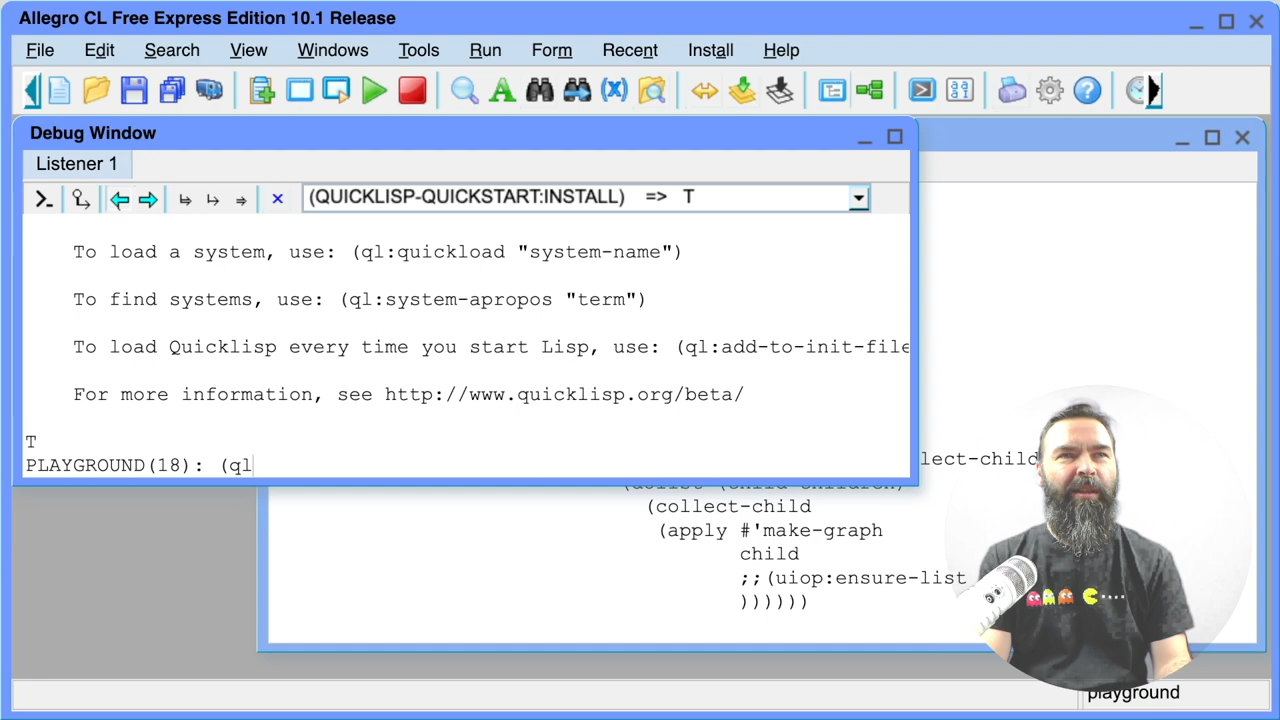 Allegro CL Free Express Edition 10.1 Release
File Edit Search View Windows Tools Run Form Recent Install Help
Debug Window
Listener 1
(QUICKLISP-QUICKSTART:INSTALL) => T
To load a system, use: (ql:quickload "system-name")
To find systems, use: (ql:system-apropos "term")
To load Quicklisp every time you start Lisp, use: (ql:add-to-init-file
For more information, see http://www.quicklisp.org/beta/
T
PLAYGROUND(18): (ql
lect-child
(dolist (child children)
(collect-child
(apply #'make-graph
child
;;(uiop:ensure-list
))))))
playground